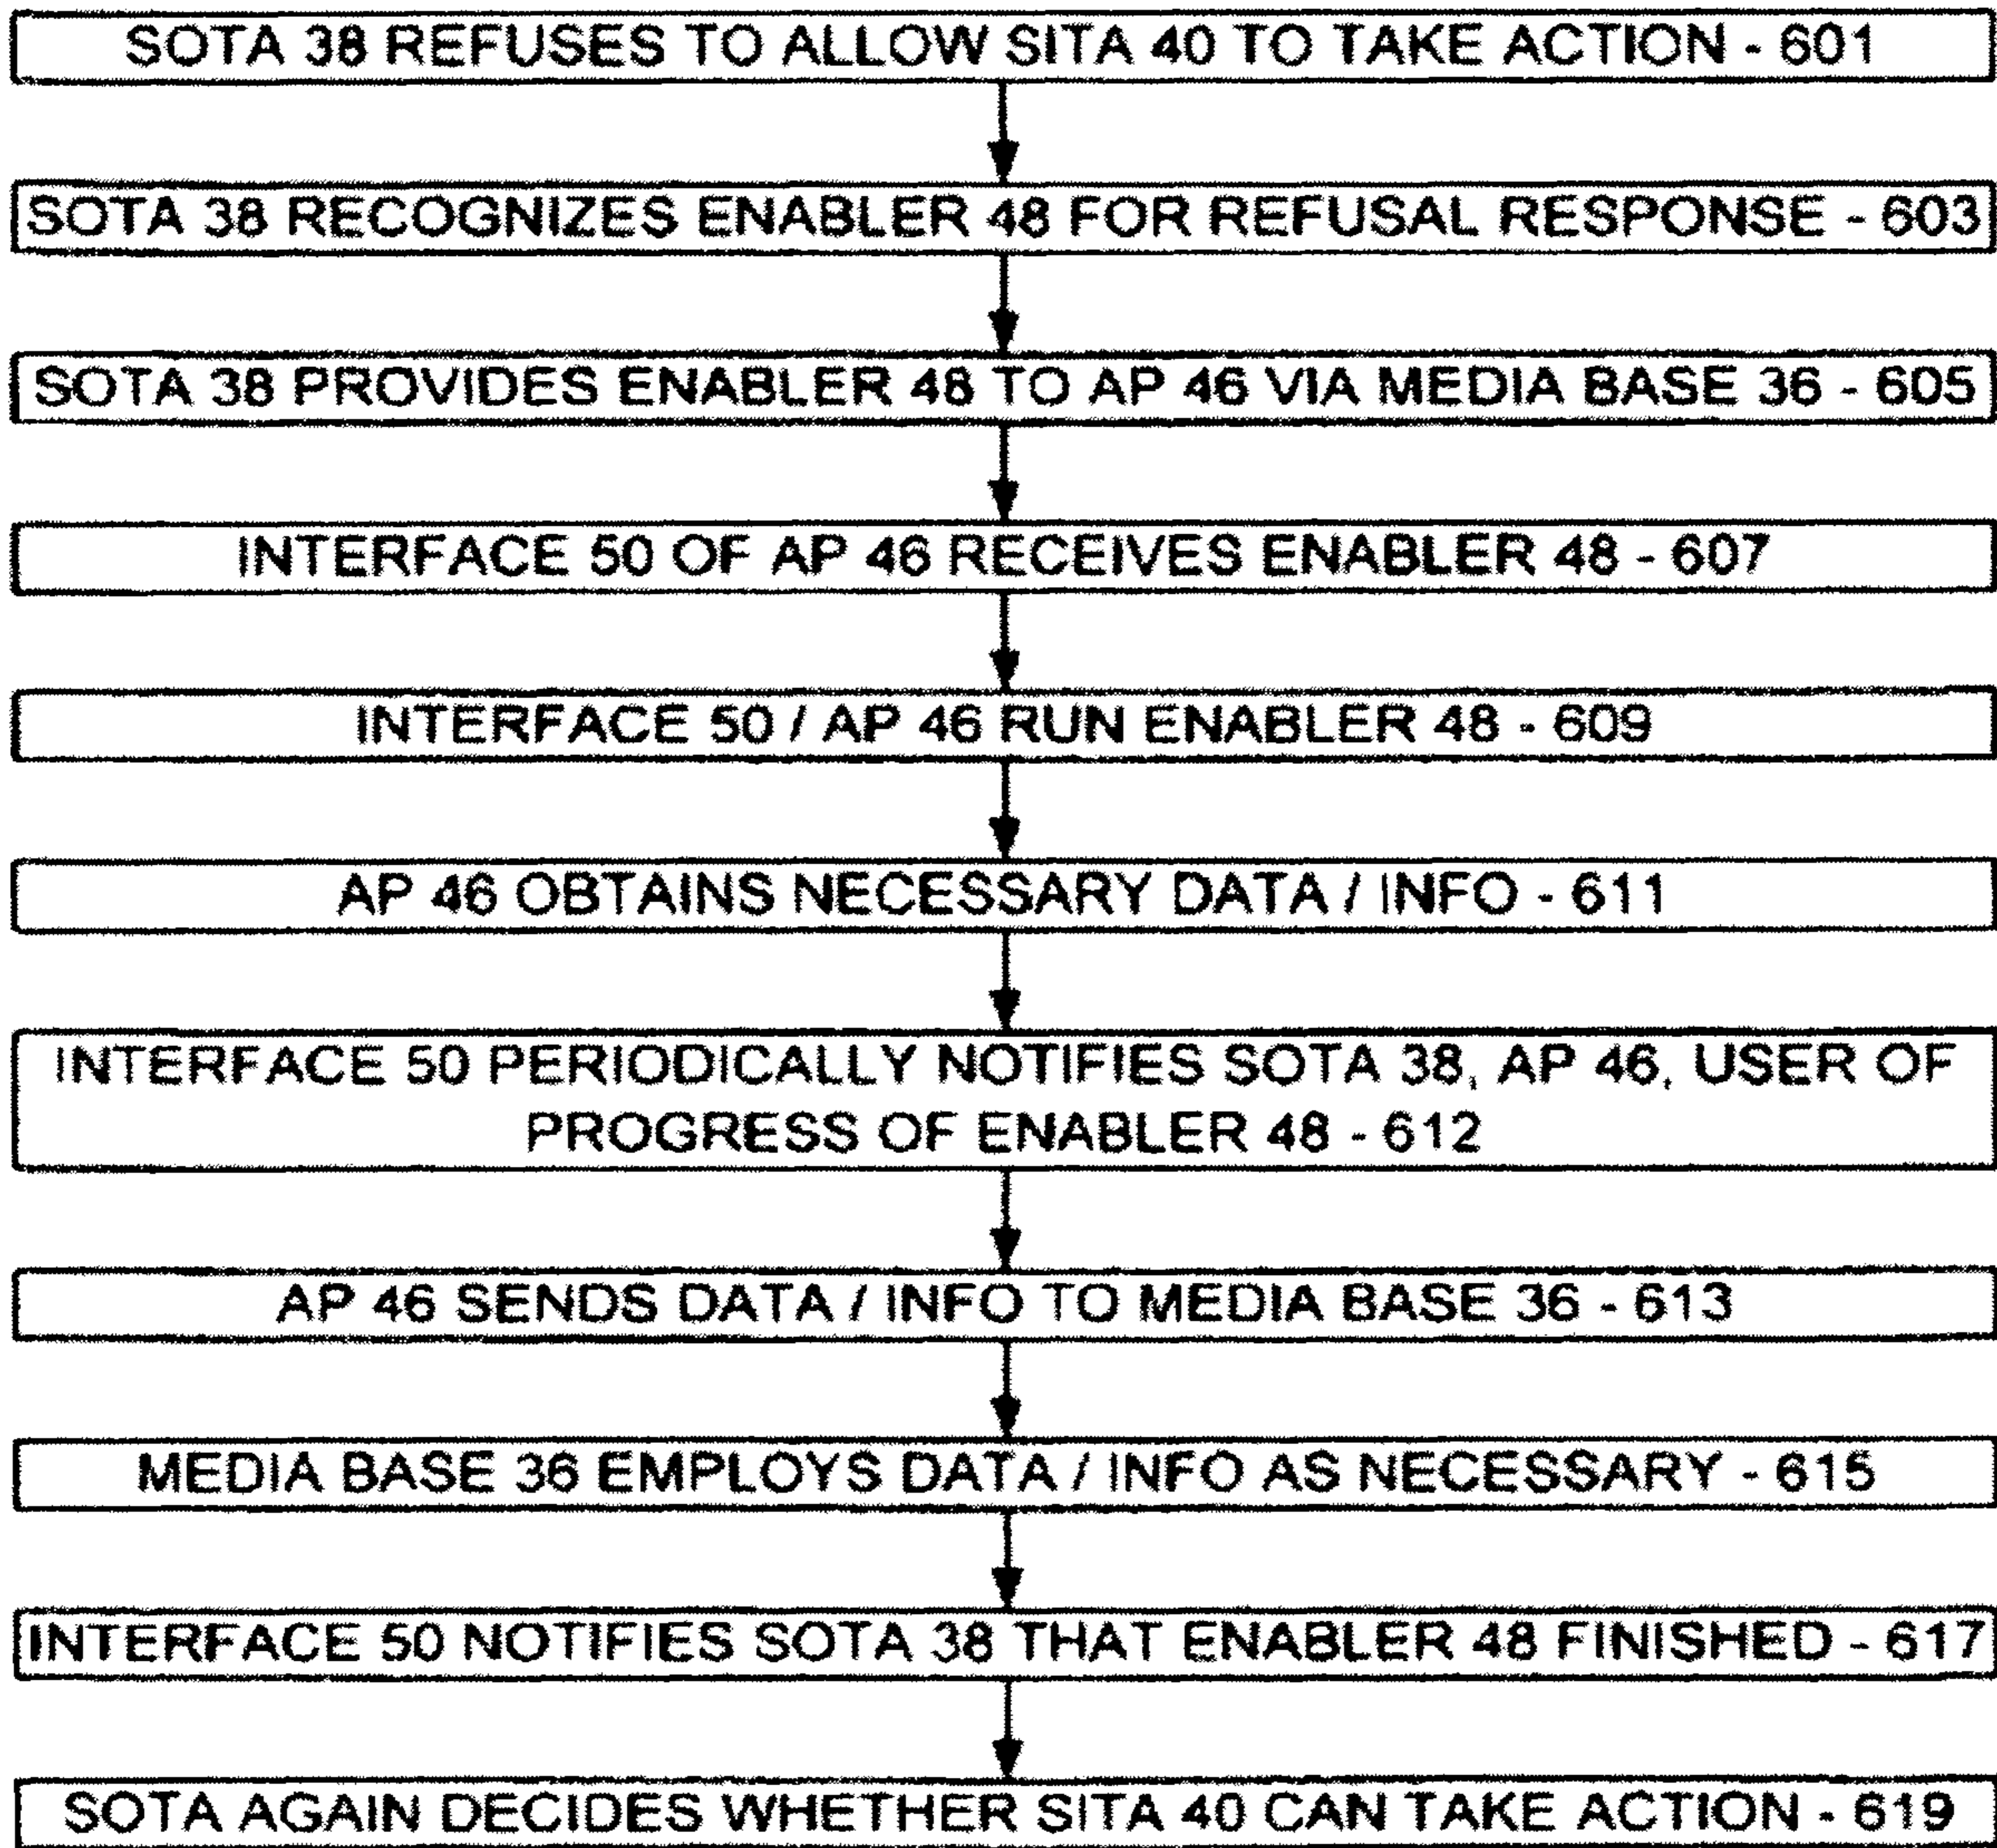 SOTA 38 REFUSES TO ALLOW SITA 40 TO TAKE ACTION - 601
SOTA 38 RECOGNIZES ENABLER 48 FOR REFUSAL RESPONSE - 603
SOTA 38 PROVIDES ENABLER 48 TO AP 46 VIA MEDIA BASE 36 - 605
INTERFACE 50 OF AP 46 RECEIVES ENABLER 48 - 607
INTERFACE 50 / AP 46 RUN ENABLER 48 - 609
AP 46 OBTAINS NECESSARY DATA / INFO - 611
INTERFACE 50 PERIODICALLY NOTIFIES SOTA 38, AP 46, USER OF
PROGRESS OF ENABLER 48 - 612
AP 46 SENDS DATA / INFO TO MEDIA BASE 36 - 613
MEDIA BASE 36 EMPLOYS DATA / INFO AS NECESSARY - 615
INTERFACE 50 NOTIFIES SOTA 38 THAT ENABLER 48 FINISHED - 617
SOTA AGAIN DECIDES WHETHER SITA 40 CAN TAKE ACTION - 619